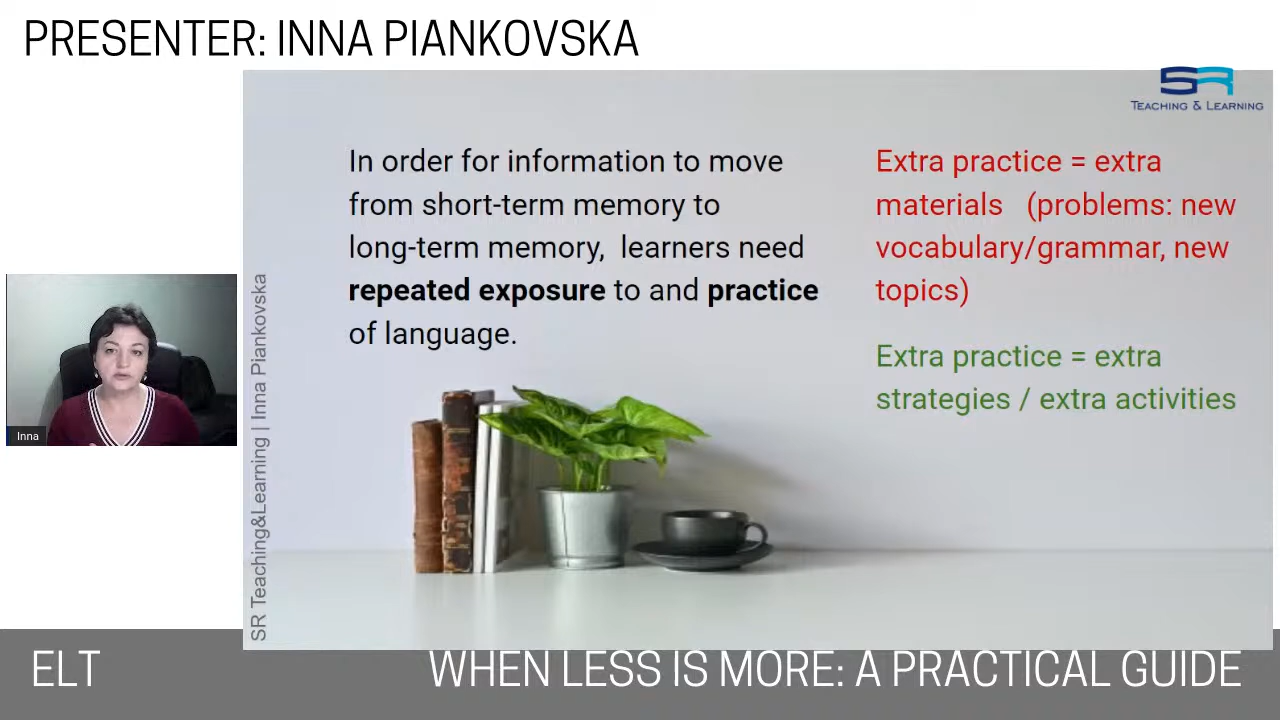 PRESENTER: INNA PIANKOVSKA
SR
TEACHING & LEARNING
In order for information to move
from short-term memory to
long-term memory, learners need
repeated exposure to and practice
of language.
Extra practice = extra
materials (problems: new
vocabulary/grammar, new
topics)
Extra practice = extra
strategies / extra activities
SR Teaching&Learning | Inna Piankovska
Inna
ELT
WHEN LESS IS MORE: A PRACTICAL GUIDE